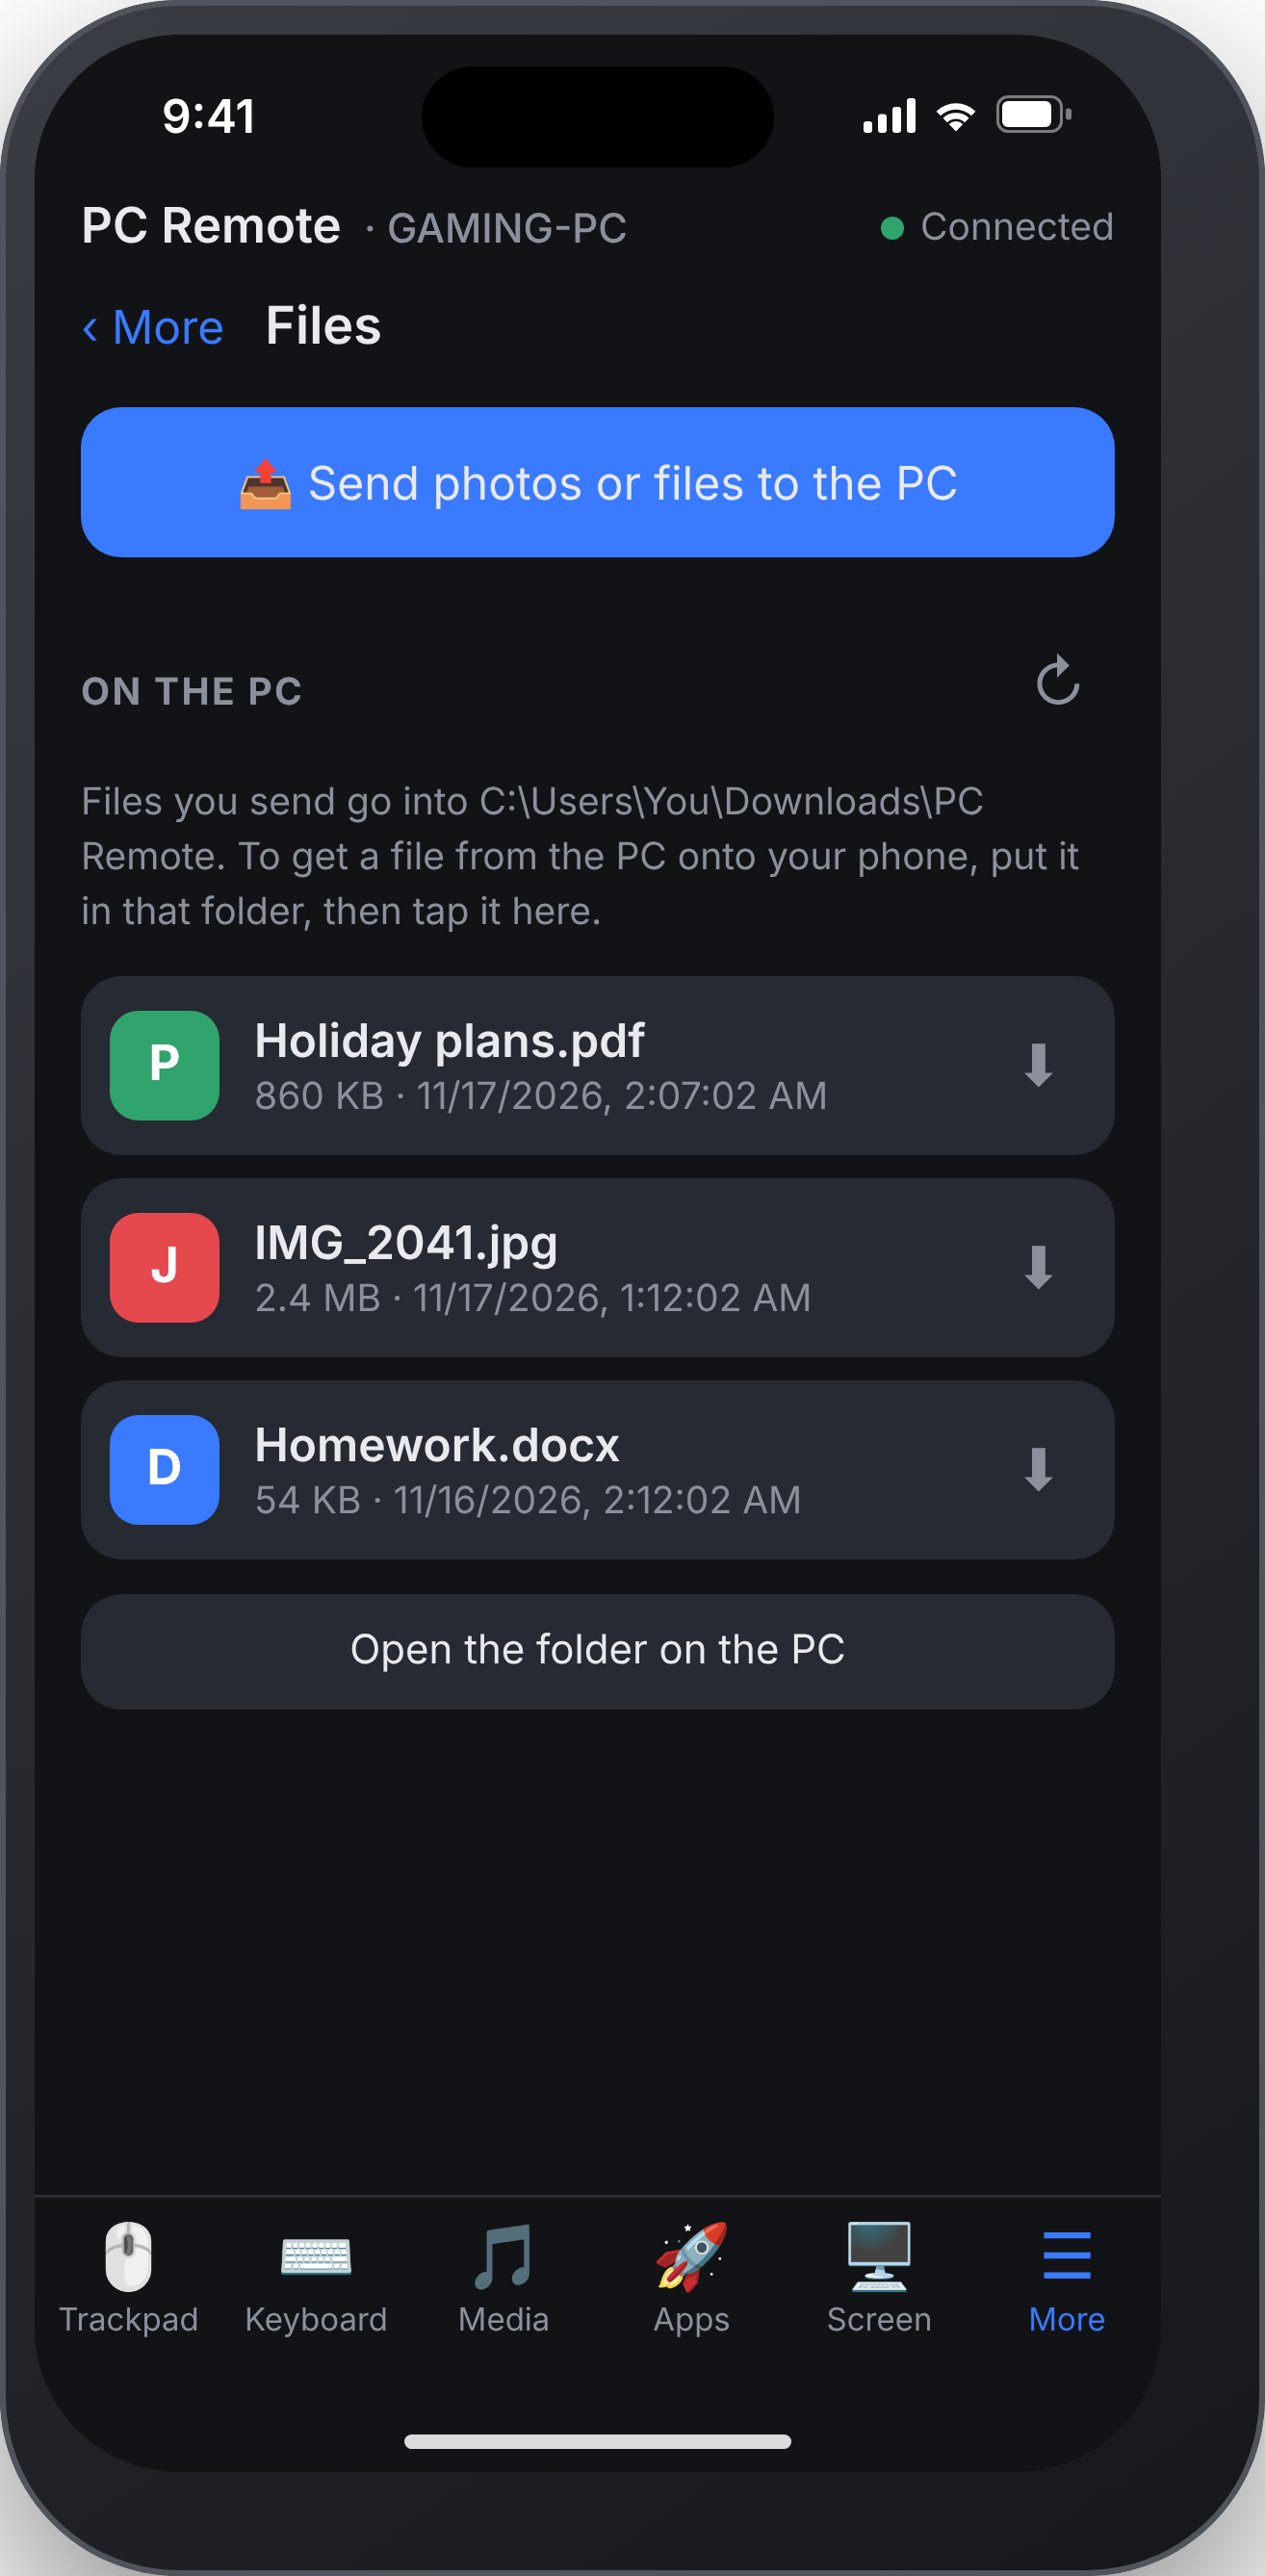 9:41
PC Remote · GAMING-PC
Connected
‹ More Files
Send photos or files to the PC
ON THE PC
Files you send go into C:\Users\You\Downloads\PC
Remote. To get a file from the PC onto your phone, put it
in that folder, then tap it here.
P
Holiday plans.pdf
860 KB · 11/17/2026, 2:07:02 AM
J
IMG_2041.jpg
2.4 MB · 11/17/2026, 1:12:02 AM
D
Homework.docx
54 KB · 11/16/2026, 2:12:02 AM
Open the folder on the PC
Trackpad Keyboard Media Apps Screen More